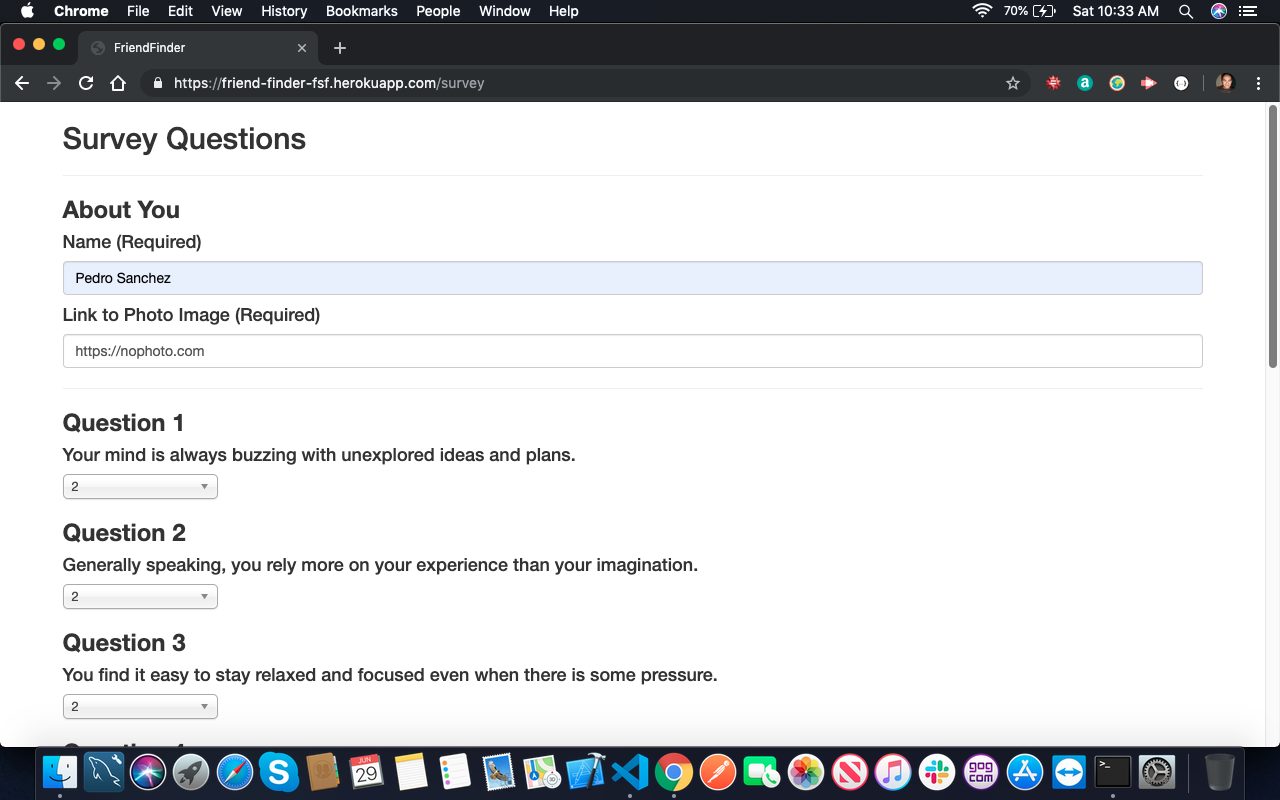 Chrome File Edit View History Bookmarks People Window Help 70% Sat 10:33 AM
FriendFinder
https://friend-finder-fsf.herokuapp.com/survey
Survey Questions
About You
Name (Required)
Pedro Sanchez
Link to Photo Image (Required)
https://nophoto.com
Question 1
Your mind is always buzzing with unexplored ideas and plans.
2
Question 2
Generally speaking, you rely more on your experience than your imagination.
2
Question 3
You find it easy to stay relaxed and focused even when there is some pressure.
2
JUN
29
GOG
COM